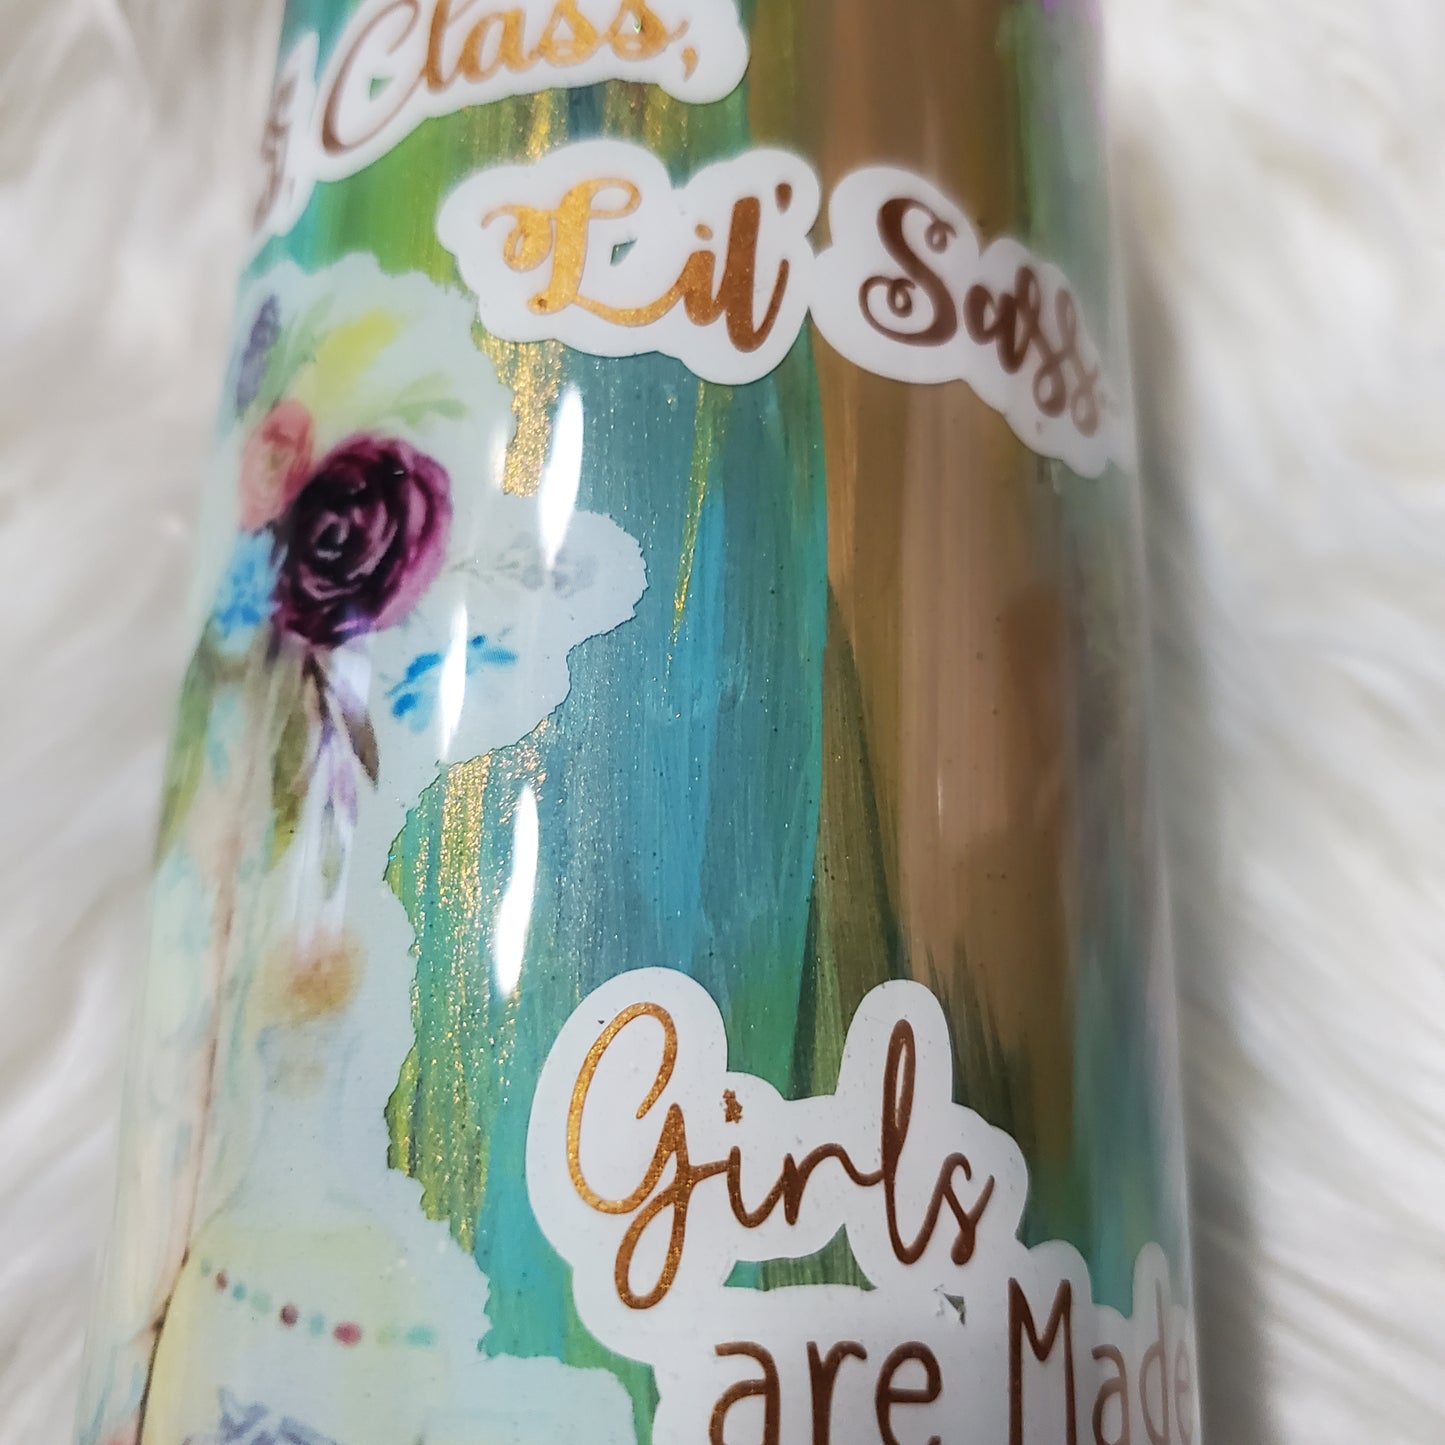 Class,
Lil' Sass
Girls
are Made